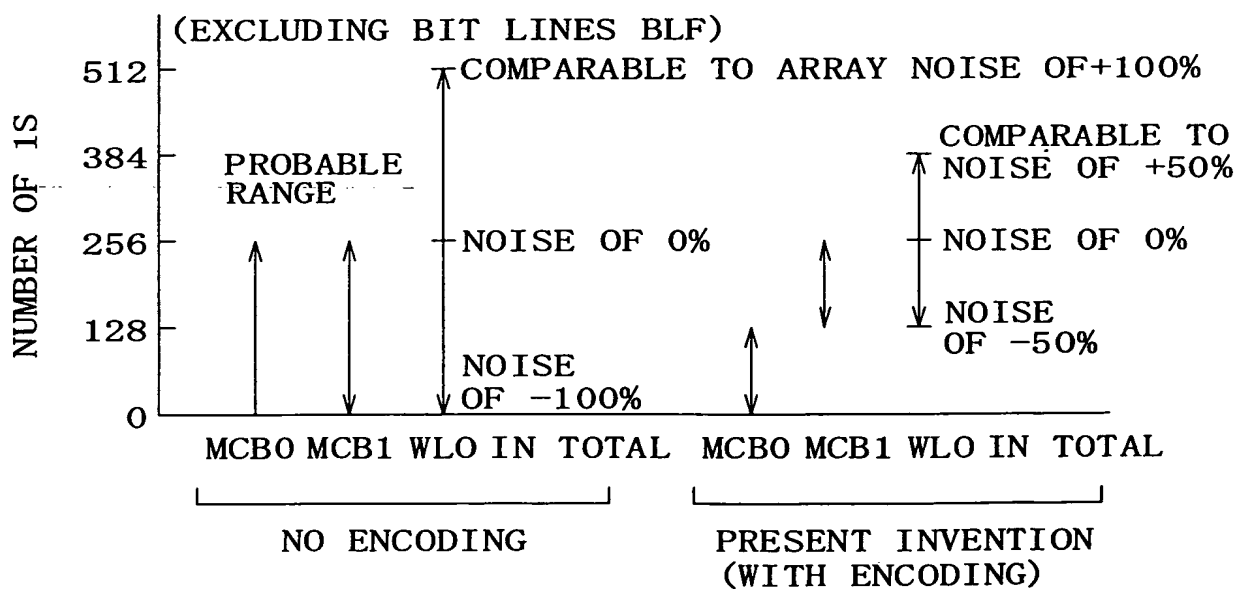 (EXCLUDING BIT LINES BLF)
NUMBER OF 1S
512
384
256
128
0
COMPARABLE TO ARRAY NOISE OF+100%
PROBABLE
RANGE
NOISE OF 0%
NOISE
OF -100%
COMPARABLE TO
NOISE OF +50%
NOISE OF 0%
NOISE
OF -50%
MCB0 MCB1 WLO IN TOTAL MCB0 MCB1 WLO IN TOTAL
NO ENCODING
PRESENT INVENTION
(WITH ENCODING)